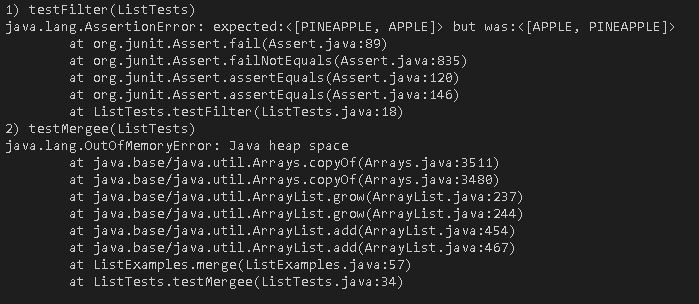 1) testFilter(ListTests)
java.lang.AssertionError: expected:<[PINEAPPLE, APPLE]> but was:<[APPLE, PINEAPPLE]>
        at org.junit.Assert.fail(Assert.java:89)
        at org.junit.Assert.failNotEquals(Assert.java:835)
        at org.junit.Assert.assertEquals(Assert.java:120)
        at org.junit.Assert.assertEquals(Assert.java:146)
        at ListTests.testFilter(ListTests.java:18)
2) testMergee(ListTests)
java.lang.OutOfMemoryError: Java heap space
        at java.base/java.util.Arrays.copyOf(Arrays.java:3511)
        at java.base/java.util.Arrays.copyOf(Arrays.java:3480)
        at java.base/java.util.ArrayList.grow(ArrayList.java:237)
        at java.base/java.util.ArrayList.grow(ArrayList.java:244)
        at java.base/java.util.ArrayList.add(ArrayList.java:454)
        at java.base/java.util.ArrayList.add(ArrayList.java:467)
        at ListExamples.merge(ListExamples.java:57)
        at ListTests.testMergee(ListTests.java:34)